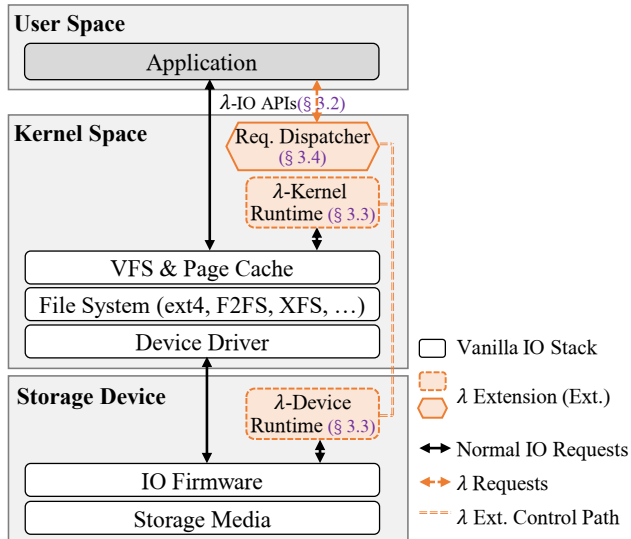 User Space
Application
λ-IO APIs(§ 3.2)
Kernel Space
Req. Dispatcher
(§ 3.4)
λ-Kernel
Runtime (§ 3.3)
VFS & Page Cache
File System (ext4, F2FS, XFS, …)
Device Driver
Storage Device
λ-Device
Runtime (§ 3.3)
IO Firmware
Storage Media
Vanilla IO Stack
λ Extension (Ext.)
Normal IO Requests
λ Requests
λ Ext. Control Path